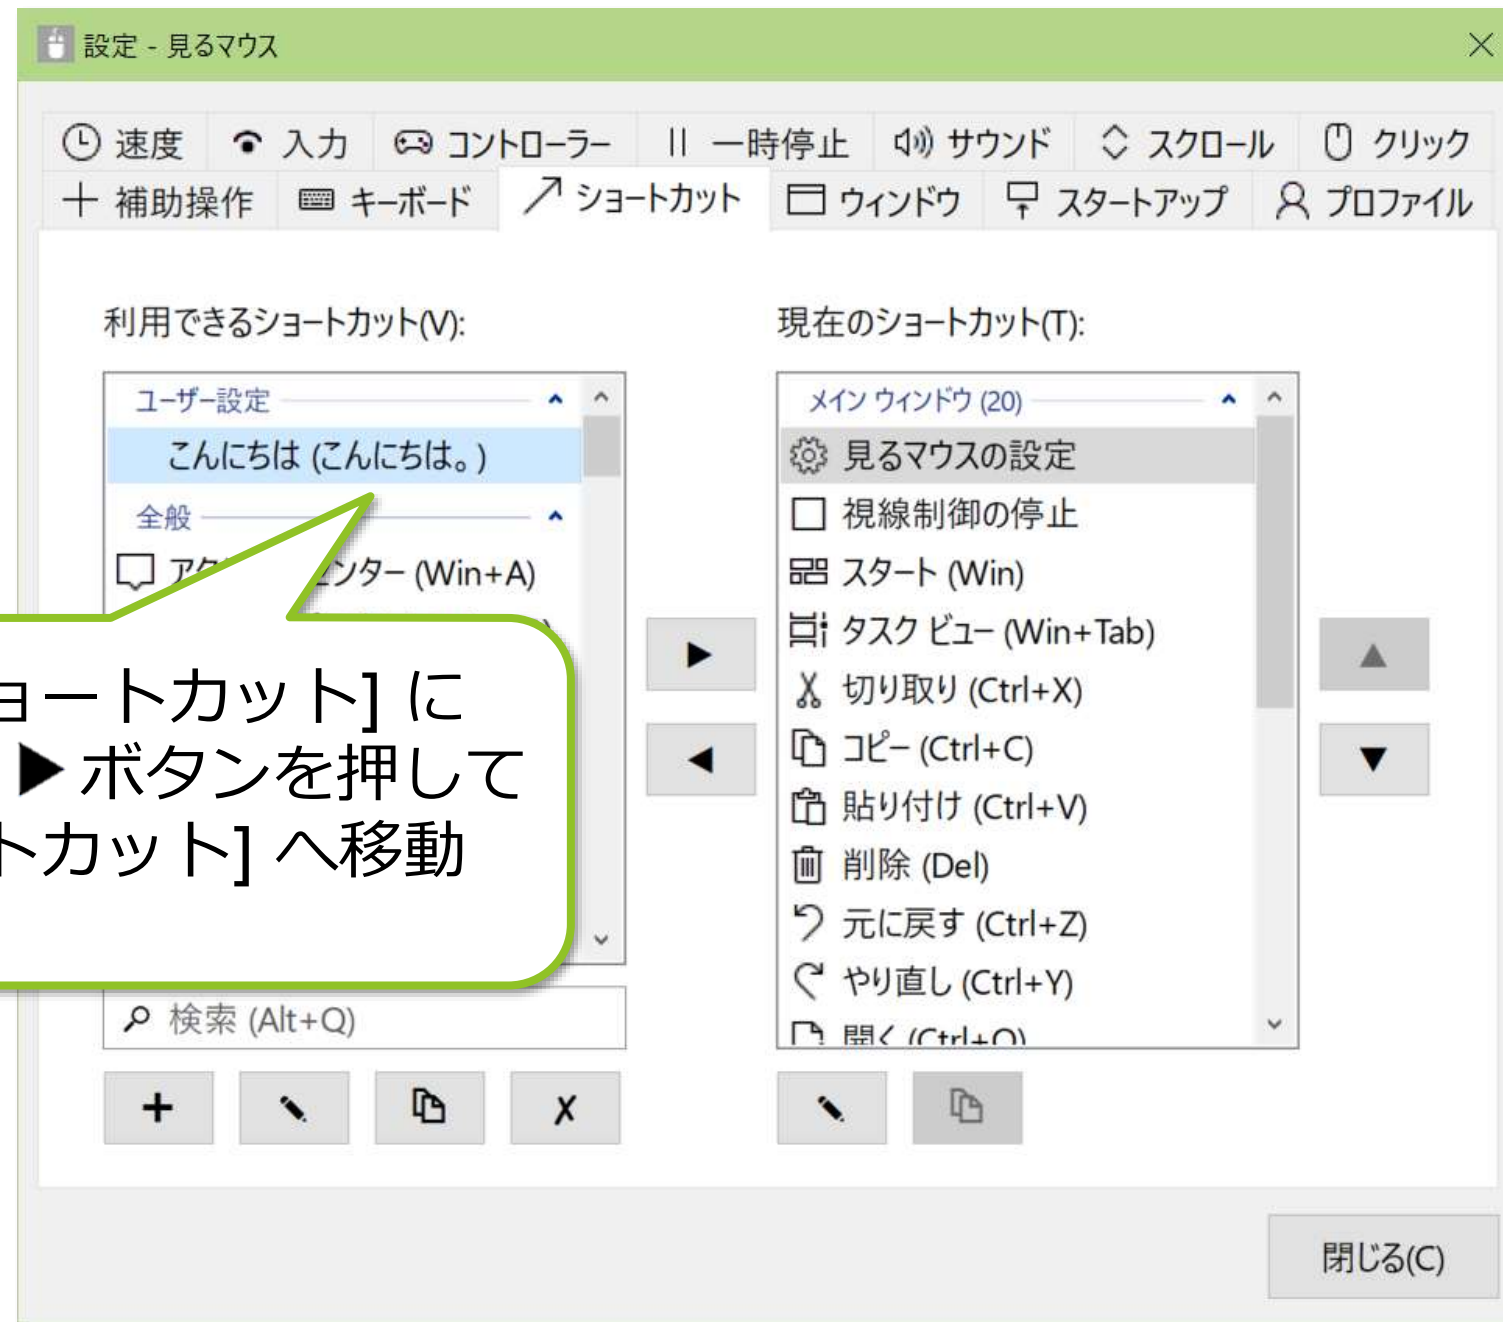 設定 - 見るマウス
速度 入力 コントローラー 一時停止 サウンド スクロール クリック
補助操作 キーボード ショートカット ウィンドウ スタートアップ プロファイル
利用できるショートカット(V):
ユーザー設定
こんにちは (こんにちは。)
全般
ンター (Win+A)
ョートカット] に
▶ ボタンを押して
トカット] へ移動
検索 (Alt+Q)
現在のショートカット(T):
メイン ウィンドウ (20)
見るマウスの設定
視線制御の停止
スタート (Win)
タスク ビュー (Win+Tab)
切り取り (Ctrl+X)
コピー (Ctrl+C)
貼り付け (Ctrl+V)
削除 (Del)
元に戻す (Ctrl+Z)
やり直し (Ctrl+Y)
開く (Ctrl+O)
閉じる(C)